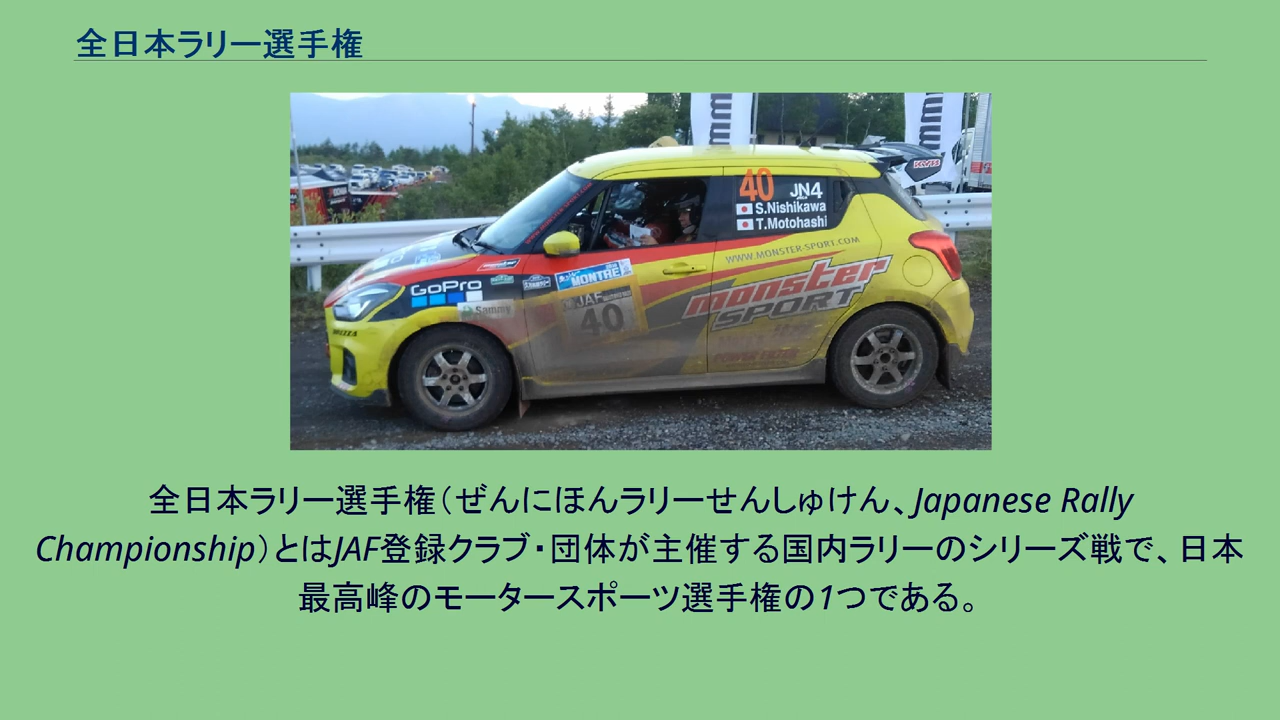 全日本ラリー選手権
40 JN4
S.Nishikawa
T.Motohashi
WWW.MONSTER-SPORT.COM
monster
SPORT
GoPro
MONTRE
JAF
40
Sammy
KYB
全日本ラリー選手権（ぜんにほんラリーせんしゅけん、Japanese Rally
Championship）とはJAF登録クラブ・団体が主催する国内ラリーのシリーズ戦で、日本
最高峰のモータースポーツ選手権の1つである。